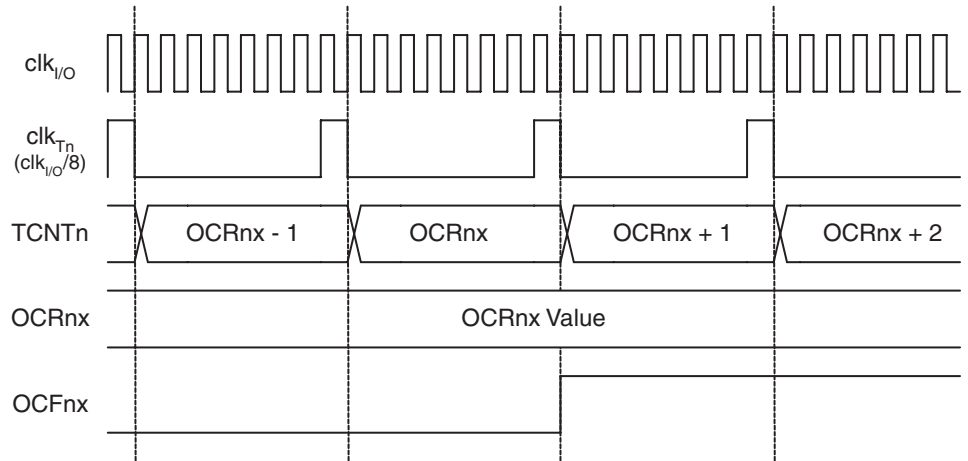 clkI/O
clkTn
(clkI/O/8)
TCNTn OCRnx - 1 OCRnx OCRnx + 1 OCRnx + 2
OCRnx OCRnx Value
OCFnx